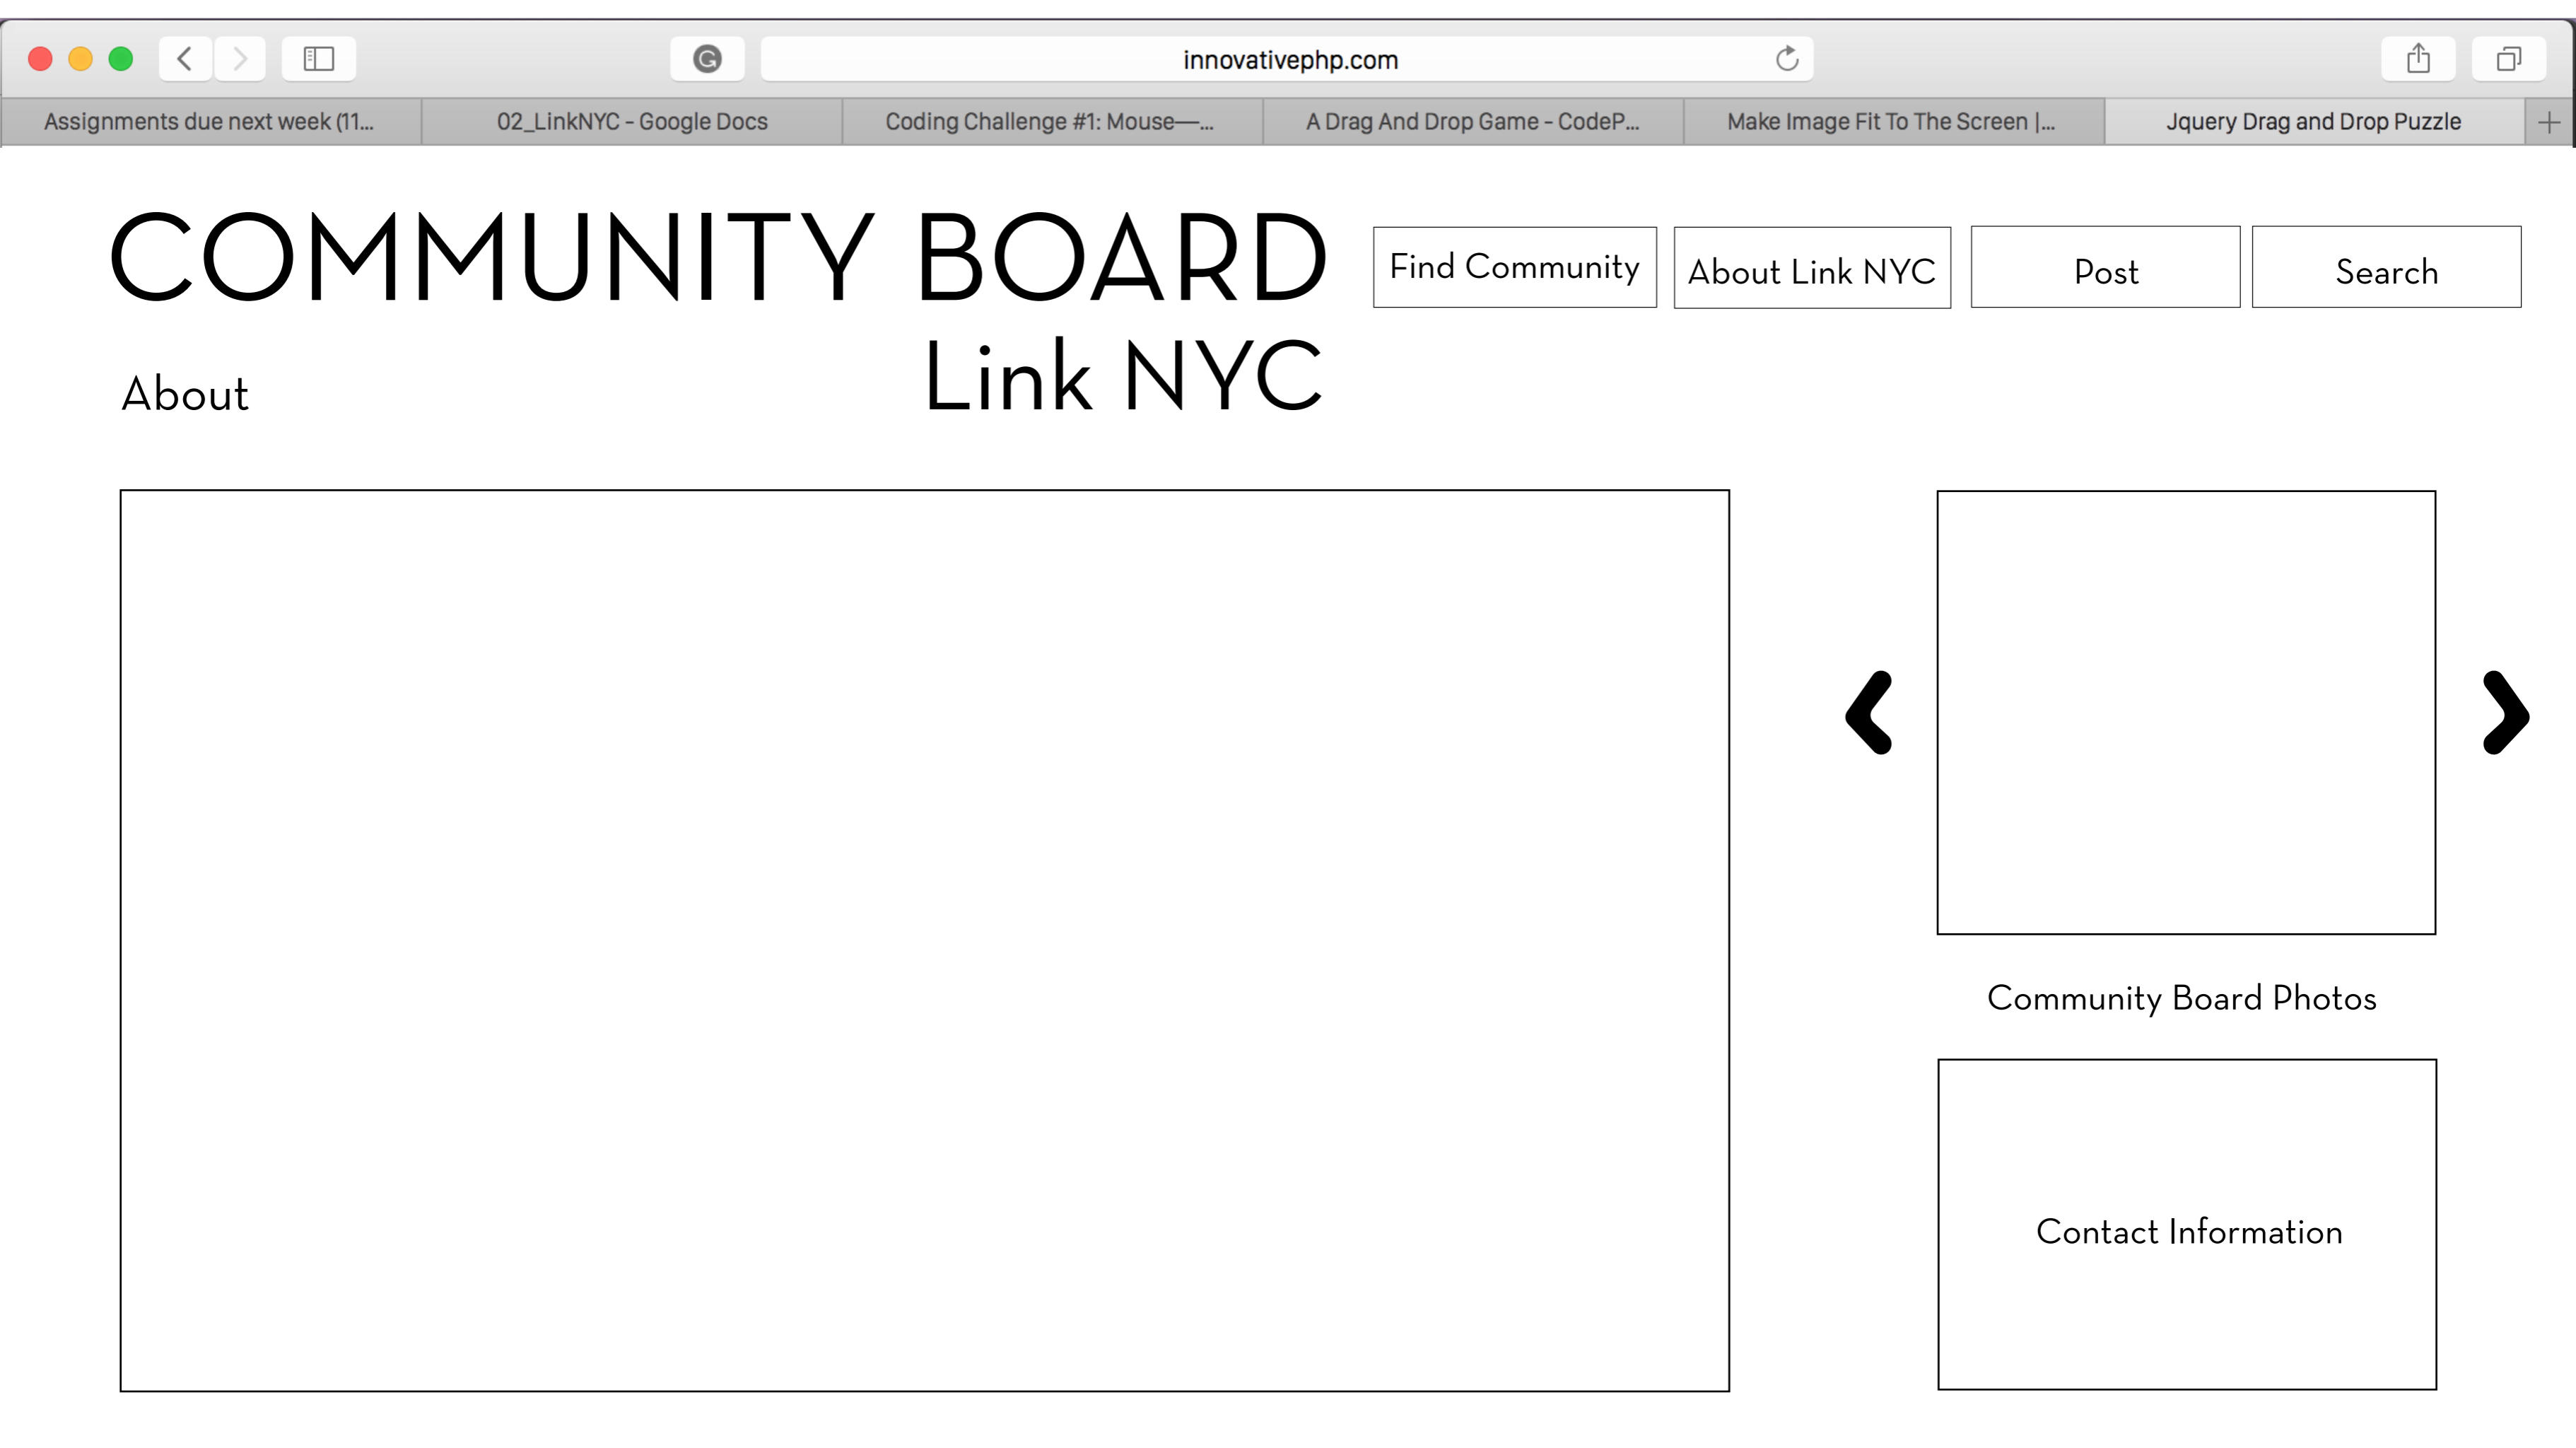 innovativephp.com
Assignments due next week (11...
02_LinkNYC - Google Docs
Coding Challenge #1: Mouse—...
A Drag And Drop Game - CodeP...
Make Image Fit To The Screen |...
Jquery Drag and Drop Puzzle
COMMUNITY BOARD
Link NYC
Find Community
About Link NYC
Post
Search
About
Community Board Photos
Contact Information